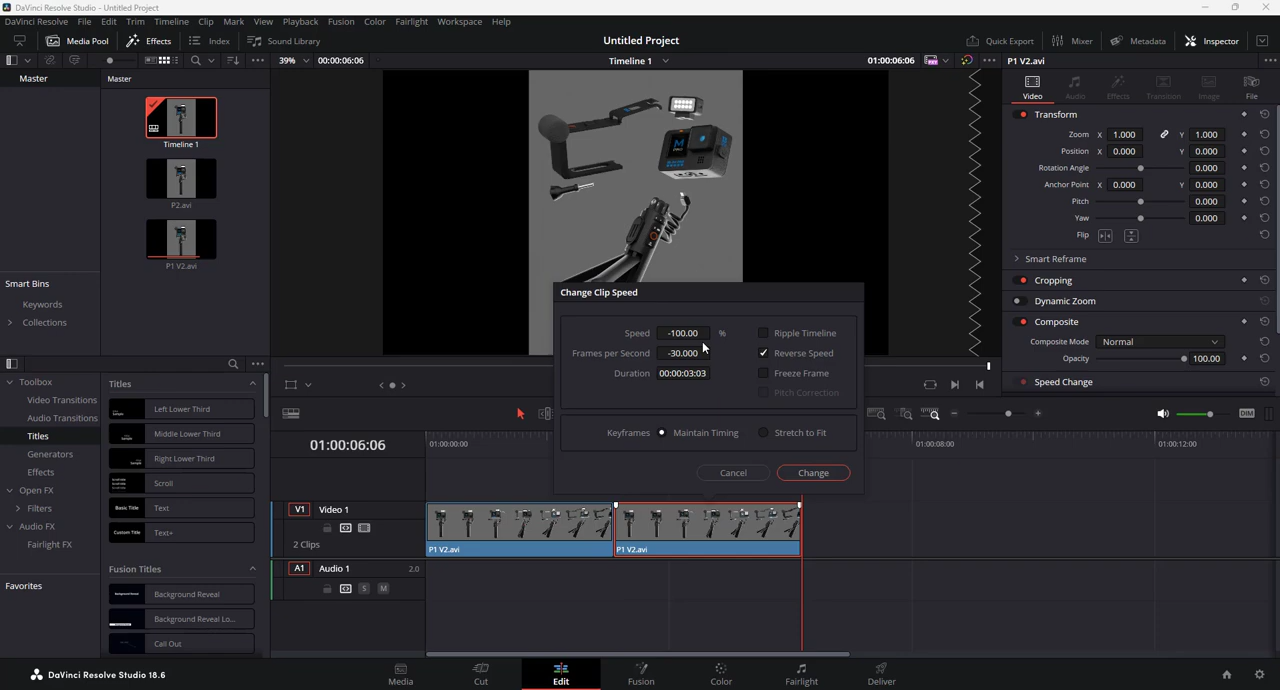 DaVinci Resolve Studio - Untitled Project
DaVinci Resolve File Edit Trim Timeline Clip Mark View Playback Fusion Color Fairlight Workspace Help
Media Pool Effects Index Sound Library Untitled Project Quick Export Mixer Metadata Inspector
39% 00:00:06:06 Timeline 1 01:00:06:06 P1 V2.avi
Master
Master
Timeline 1
P2.avi
P1 V2.avi
Smart Bins
Keywords
Collections
Video Audio Effects Transition Image File
Transform
Zoom X 1.000 Y 1.000
Position X 0.000 Y 0.000
Rotation Angle 0.000
Anchor Point X 0.000 Y 0.000
Pitch 0.000
Yaw 0.000
Flip
Smart Reframe
Cropping
Dynamic Zoom
Composite
Composite Mode Normal
Opacity 100.00
Speed Change
Change Clip Speed
Speed -100.00 % Ripple Timeline
Frames per Second -30.000 Reverse Speed
Duration 00:00:03:03 Freeze Frame
Pitch Correction
Keyframes Maintain Timing Stretch to Fit
Cancel Change
Toolbox
Video Transitions
Audio Transitions
Titles
Generators
Effects
Open FX
Filters
Audio FX
Fairlight FX
Favorites
Titles
Left Lower Third
Middle Lower Third
Right Lower Third
Scroll
Text
Text+
Fusion Titles
Background Reveal
Background Reveal Lo...
Call Out
DIM
01:00:06:06 01:00:00:00 01:00:08:00 01:00:12:00
V1 Video 1
2 Clips
P1 V2.avi P1 V2.avi
A1 Audio 1 2.0
S M
DaVinci Resolve Studio 18.6
Media Cut Edit Fusion Color Fairlight Deliver